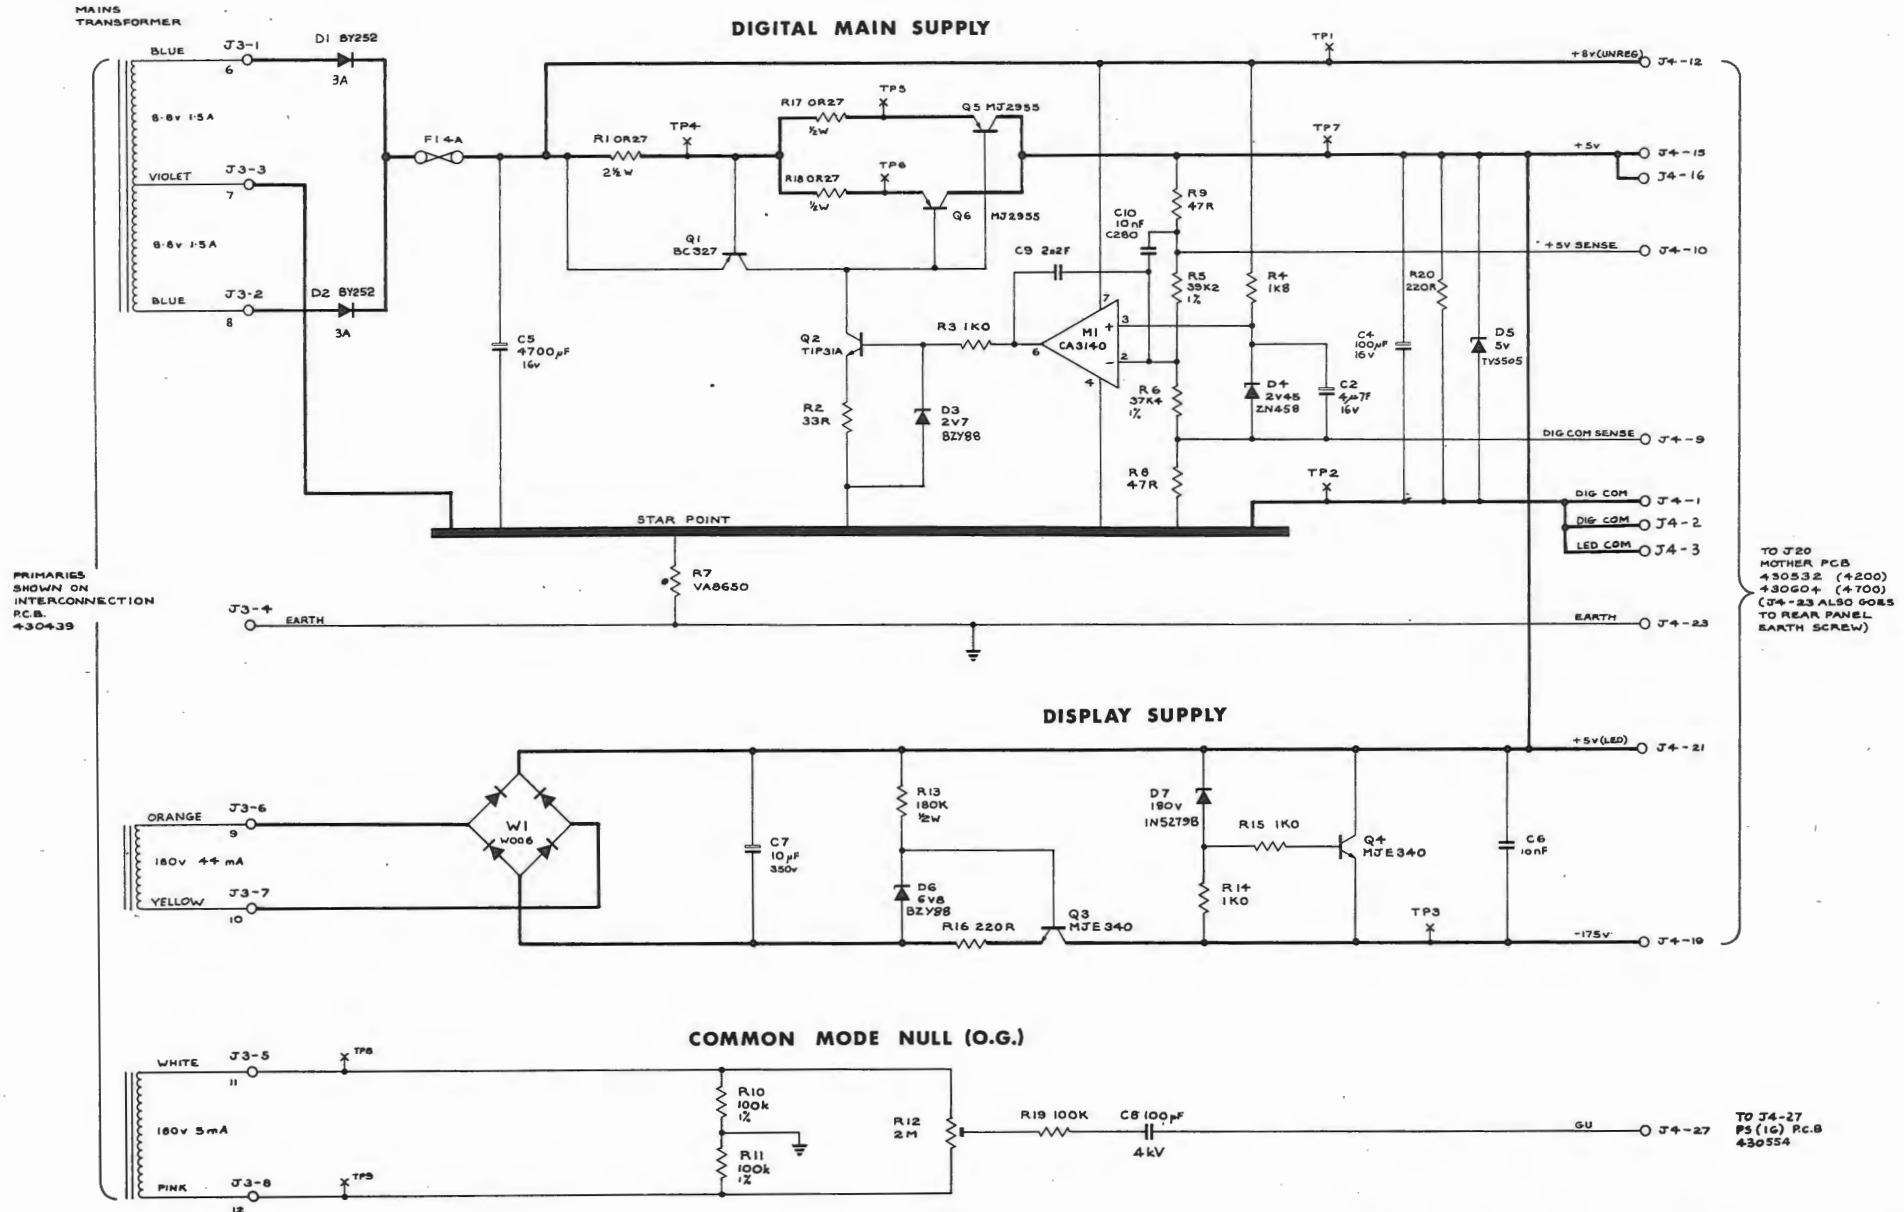 MAINS
TRANSFORMER
DIGITAL MAIN SUPPLY
BLUE
J3-1
6
D1 BY252
3A
8·8v 1·5A
VIOLET
J3-3
7
8·8v 1·5A
BLUE
J3-2
8
D2 BY252
3A
F1 4A
C5
4700µF
16v
R1 0R27
2½W
TP4
R17 0R27
½W
TP5
Q5 MJ2955
R18 0R27
½W
TP6
Q6 MJ2955
Q1
BC327
Q2
TIP31A
R2
33R
D3
2V7
BZY88
R3 1K0
C9 2n2F
C10
10nF
C280
M1
CA3140
7
3
+
2
-
6
4
R9
47R
R5
39K2
1%
R4
1K8
R6
37K4
1%
D4
2V45
ZN458
C2
4µ7F
16V
R8
47R
TP1
TP7
TP2
C4
100µF
16v
R20
220R
D5
5v
TVS505
+8v (UNREG)
J4-12
+5v
J4-15
J4-16
+5V SENSE
J4-10
DIG COM SENSE
J4-9
DIG COM
J4-1
DIG COM
J4-2
LED COM
J4-3
STAR POINT
R7
VA8650
J3-4
EARTH
EARTH
J4-23
PRIMARIES
SHOWN ON
INTERCONNECTION
P.C.B.
430439
TO J20
MOTHER PCB
430532 (4200)
430604 (4700)
(J4-23 ALSO GOES
TO REAR PANEL
EARTH SCREW)
DISPLAY SUPPLY
ORANGE
J3-6
9
180v 44 mA
YELLOW
J3-7
10
W1
W006
C7
10µF
350v
R13
180K
½W
D6
6V8
BZY88
R16 220R
Q3
MJE340
D7
180v
1N5279B
R15 1K0
R14
1K0
Q4
MJE340
TP3
C6
10nF
+5v (LED)
J4-21
-175v
J4-19
COMMON MODE NULL (O.G.)
WHITE
J3-5
11
TP8
180v 5mA
PINK
J3-8
12
TP9
R10
100k
1%
R11
100k
1%
R12
2M
R19 100K
C8 100pF
4kV
GU
J4-27
TO J4-27
PS (1G) P.C.B
430554